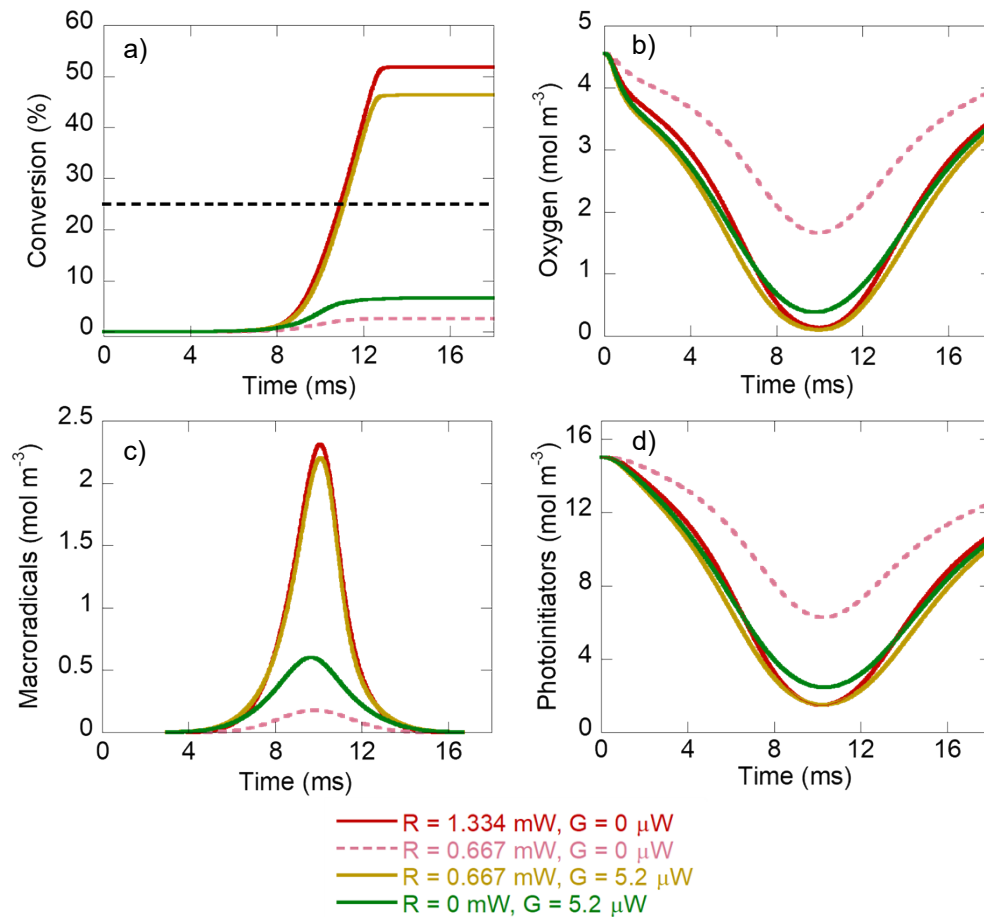 a)
60
50
40
30
20
10
0
Conversion (%)
0 4 8 12 16
Time (ms)
b)
5
4
3
2
1
0
Oxygen (mol m⁻³)
0 4 8 12 16
Time (ms)
c)
2.5
2
1.5
1
0.5
0
Macroradicals (mol m⁻³)
0 4 8 12 16
Time (ms)
d)
16
12
8
4
0
Photoinitiators (mol m⁻³)
0 4 8 12 16
Time (ms)
R = 1.334 mW, G = 0 μW
R = 0.667 mW, G = 0 μW
R = 0.667 mW, G = 5.2 μW
R = 0 mW, G = 5.2 μW